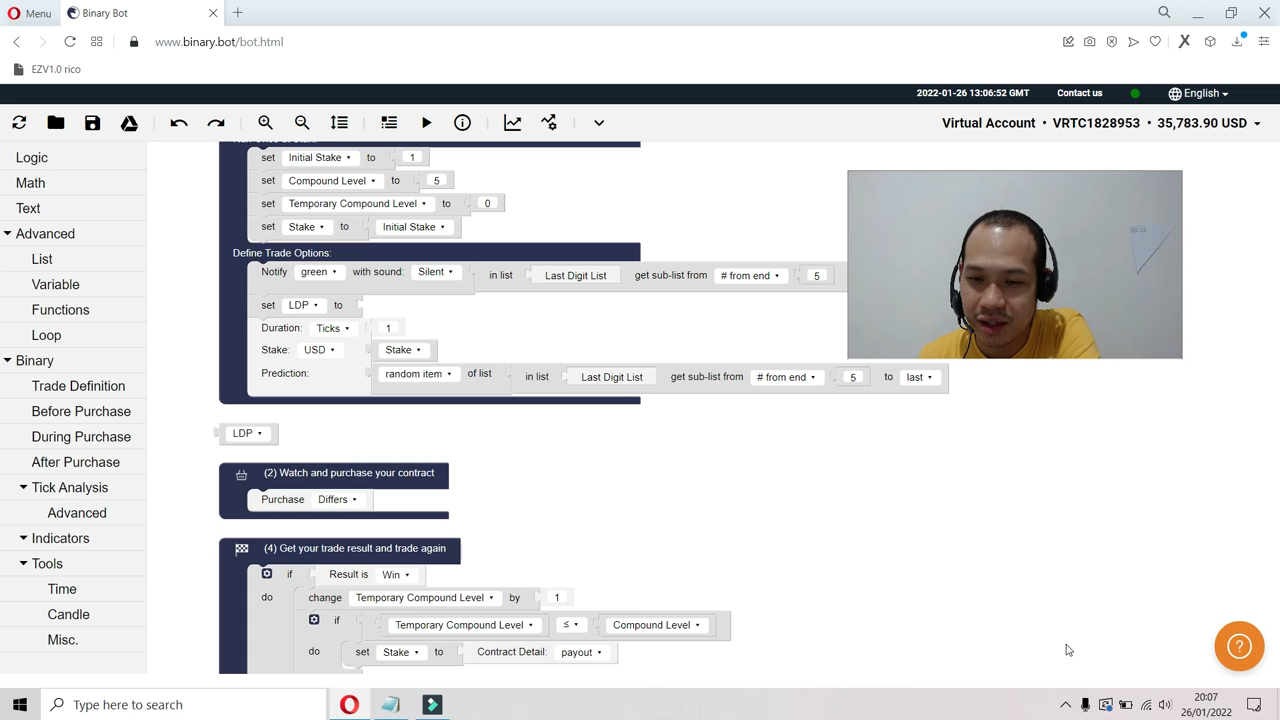 Menu
Binary Bot
www.binary.bot/bot.html
EZV1.0 rico
2022-01-26 13:06:52 GMT
Contact us
English
Virtual Account • VRTC1828953 • 35,783.90 USD
Logic
Math
Text
Advanced
List
Variable
Functions
Loop
Binary
Trade Definition
Before Purchase
During Purchase
After Purchase
Tick Analysis
Advanced
Indicators
Tools
Time
Candle
Misc.
set Initial Stake to 1
set Compound Level to 5
set Temporary Compound Level to 0
set Stake to Initial Stake
Define Trade Options:
Notify green with sound: Silent in list Last Digit List get sub-list from # from end 5
set LDP to
Duration: Ticks 1
Stake: USD Stake
Prediction: random item of list in list Last Digit List get sub-list from # from end 5 to last
LDP
(2) Watch and purchase your contract
Purchase Differs
(4) Get your trade result and trade again
if Result is Win
do change Temporary Compound Level by 1
if Temporary Compound Level ≤ Compound Level
do set Stake to Contract Detail: payout
Type here to search
20:07
26/01/2022